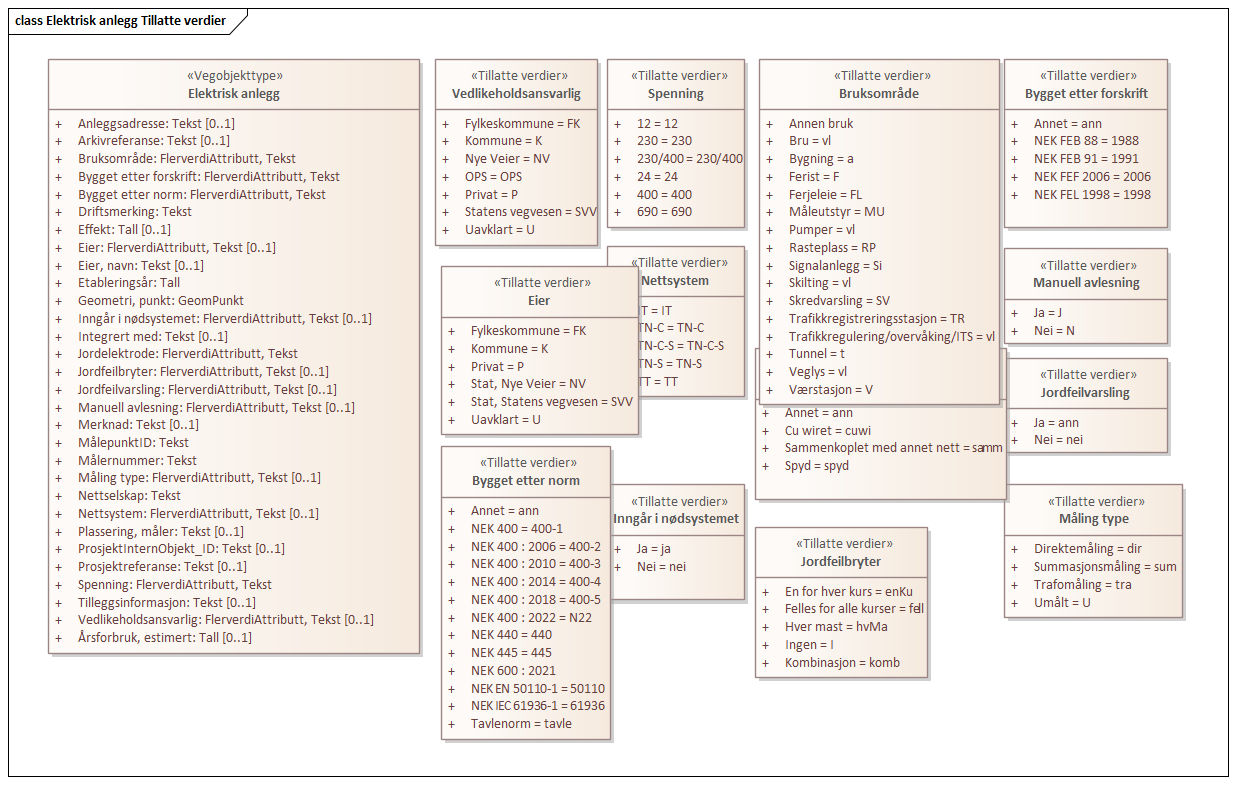 class Elektrisk anlegg Tillatte verdier
«Vegobjekttype»
Elektrisk anlegg
+ Anleggsadresse: Tekst [0..1]
+ Arkivreferanse: Tekst [0..1]
+ Bruksområde: FlerverdiAttributt, Tekst
+ Bygget etter forskrift: FlerverdiAttributt, Tekst
+ Bygget etter norm: FlerverdiAttributt, Tekst
+ Driftsmerking: Tekst
+ Effekt: Tall [0..1]
+ Eier: FlerverdiAttributt, Tekst [0..1]
+ Eier, navn: Tekst [0..1]
+ Etableringsår: Tall
+ Geometri, punkt: GeomPunkt
+ Inngår i nødsystemet: FlerverdiAttributt, Tekst [0..1]
+ Integrert med: Tekst [0..1]
+ Jordelektrode: FlerverdiAttributt, Tekst
+ Jordfeilbryter: FlerverdiAttributt, Tekst [0..1]
+ Jordfeilvarsling: FlerverdiAttributt, Tekst [0..1]
+ Manuell avlesning: FlerverdiAttributt, Tekst [0..1]
+ Merknad: Tekst [0..1]
+ MålepunktID: Tekst
+ Målernummer: Tekst
+ Måling type: FlerverdiAttributt, Tekst [0..1]
+ Nettselskap: Tekst
+ Nettsystem: FlerverdiAttributt, Tekst [0..1]
+ Plassering, måler: Tekst [0..1]
+ ProsjektInternObjekt_ID: Tekst [0..1]
+ Prosjektreferanse: Tekst [0..1]
+ Spenning: FlerverdiAttributt, Tekst
+ Tilleggsinformasjon: Tekst [0..1]
+ Vedlikeholdsansvarlig: FlerverdiAttributt, Tekst [0..1]
+ Årsforbruk, estimert: Tall [0..1]
«Tillatte verdier»
Vedlikeholdsansvarlig
+ Fylkeskommune = FK
+ Kommune = K
+ Nye Veier = NV
+ OPS = OPS
+ Privat = P
+ Statens vegvesen = SVV
+ Uavklart = U
«Tillatte verdier»
Spenning
+ 12 = 12
+ 230 = 230
+ 230/400 = 230/400
+ 24 = 24
+ 400 = 400
+ 690 = 690
«Tillatte verdier»
Bruksområde
+ Annen bruk
+ Bru = vl
+ Bygning = a
+ Ferist = F
+ Ferjeleie = FL
+ Måleutstyr = MU
+ Pumper = vl
+ Rasteplass = RP
+ Signalanlegg = Si
+ Skilting = vl
+ Skredvarsling = SV
+ Trafikkregistreringsstasjon = TR
+ Trafikkregulering/overvåking/ITS = vl
+ Tunnel = t
+ Veglys = vl
+ Værstasjon = V
«Tillatte verdier»
Bygget etter forskrift
+ Annet = ann
+ NEK FEB 88 = 1988
+ NEK FEB 91 = 1991
+ NEK FEF 2006 = 2006
+ NEK FEL 1998 = 1998
«Tillatte verdier»
Eier
+ Fylkeskommune = FK
+ Kommune = K
+ Privat = P
+ Stat, Nye Veier = NV
+ Stat, Statens vegvesen = SVV
+ Uavklart = U
«Tillatte verdier»
Nettsystem
IT = IT
TN-C = TN-C
TN-C-S = TN-C-S
TN-S = TN-S
TT = TT
«Tillatte verdier»
Manuell avlesning
+ Ja = J
+ Nei = N
«Tillatte verdier»
Jordfeilvarsling
+ Ja = ann
+ Nei = nei
+ Annet = ann
+ Cu wiret = cuwi
+ Sammenkoplet med annet nett = samm
+ Spyd = spyd
«Tillatte verdier»
Bygget etter norm
+ Annet = ann
+ NEK 400 = 400-1
+ NEK 400 : 2006 = 400-2
+ NEK 400 : 2010 = 400-3
+ NEK 400 : 2014 = 400-4
+ NEK 400 : 2018 = 400-5
+ NEK 400 : 2022 = N22
+ NEK 440 = 440
+ NEK 445 = 445
+ NEK 600 : 2021
+ NEK EN 50110-1 = 50110
+ NEK IEC 61936-1 = 61936
+ Tavlenorm = tavle
«Tillatte verdier»
Inngår i nødsystemet
+ Ja = ja
+ Nei = nei
«Tillatte verdier»
Jordfeilbryter
+ En for hver kurs = enKu
+ Felles for alle kurser = fell
+ Hver mast = hvMa
+ Ingen = I
+ Kombinasjon = komb
«Tillatte verdier»
Måling type
+ Direktemåling = dir
+ Summasjonsmåling = sum
+ Trafomåling = tra
+ Umålt = U